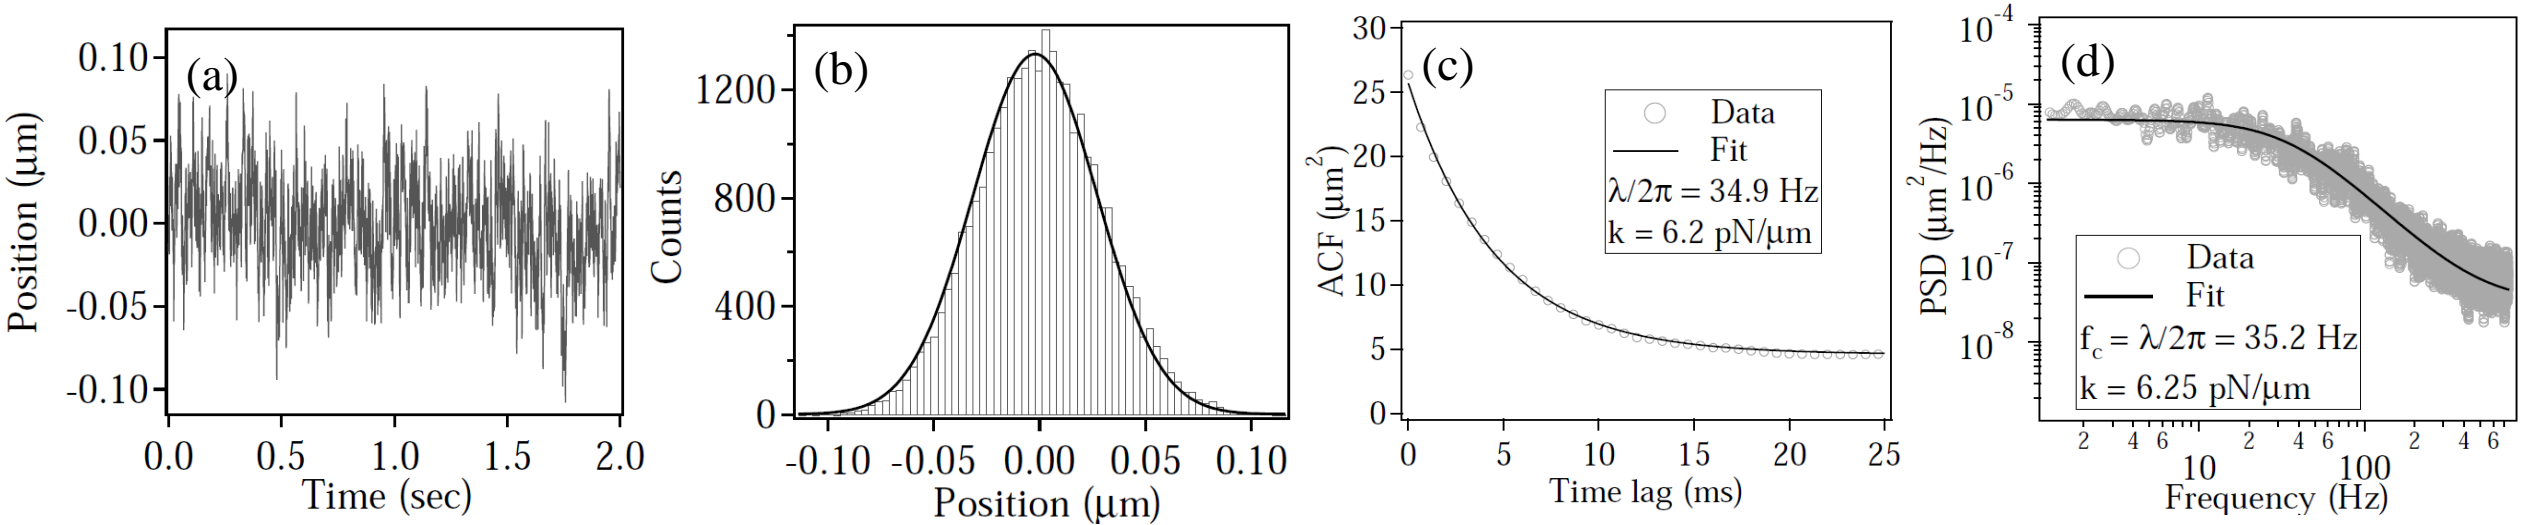 (a)
0.10
0.05
0.00
-0.05
-0.10
Position (μm)
0.0 0.5 1.0 1.5 2.0
Time (sec)
(b)
1200
800
400
0
Counts
-0.10 -0.05 0.00 0.05 0.10
Position (μm)
(c)
30
25
20
15
10
5
0
ACF (μm²)
Data
Fit
λ/2π = 34.9 Hz
k = 6.2 pN/μm
0 5 10 15 20 25
Time lag (ms)
(d)
10⁻⁴
10⁻⁵
10⁻⁶
10⁻⁷
10⁻⁸
PSD (μm²/Hz)
Data
Fit
f_c = λ/2π = 35.2 Hz
k = 6.25 pN/μm
2 4 6 2 4 6 2 4 6
10 100
Frequency (Hz)